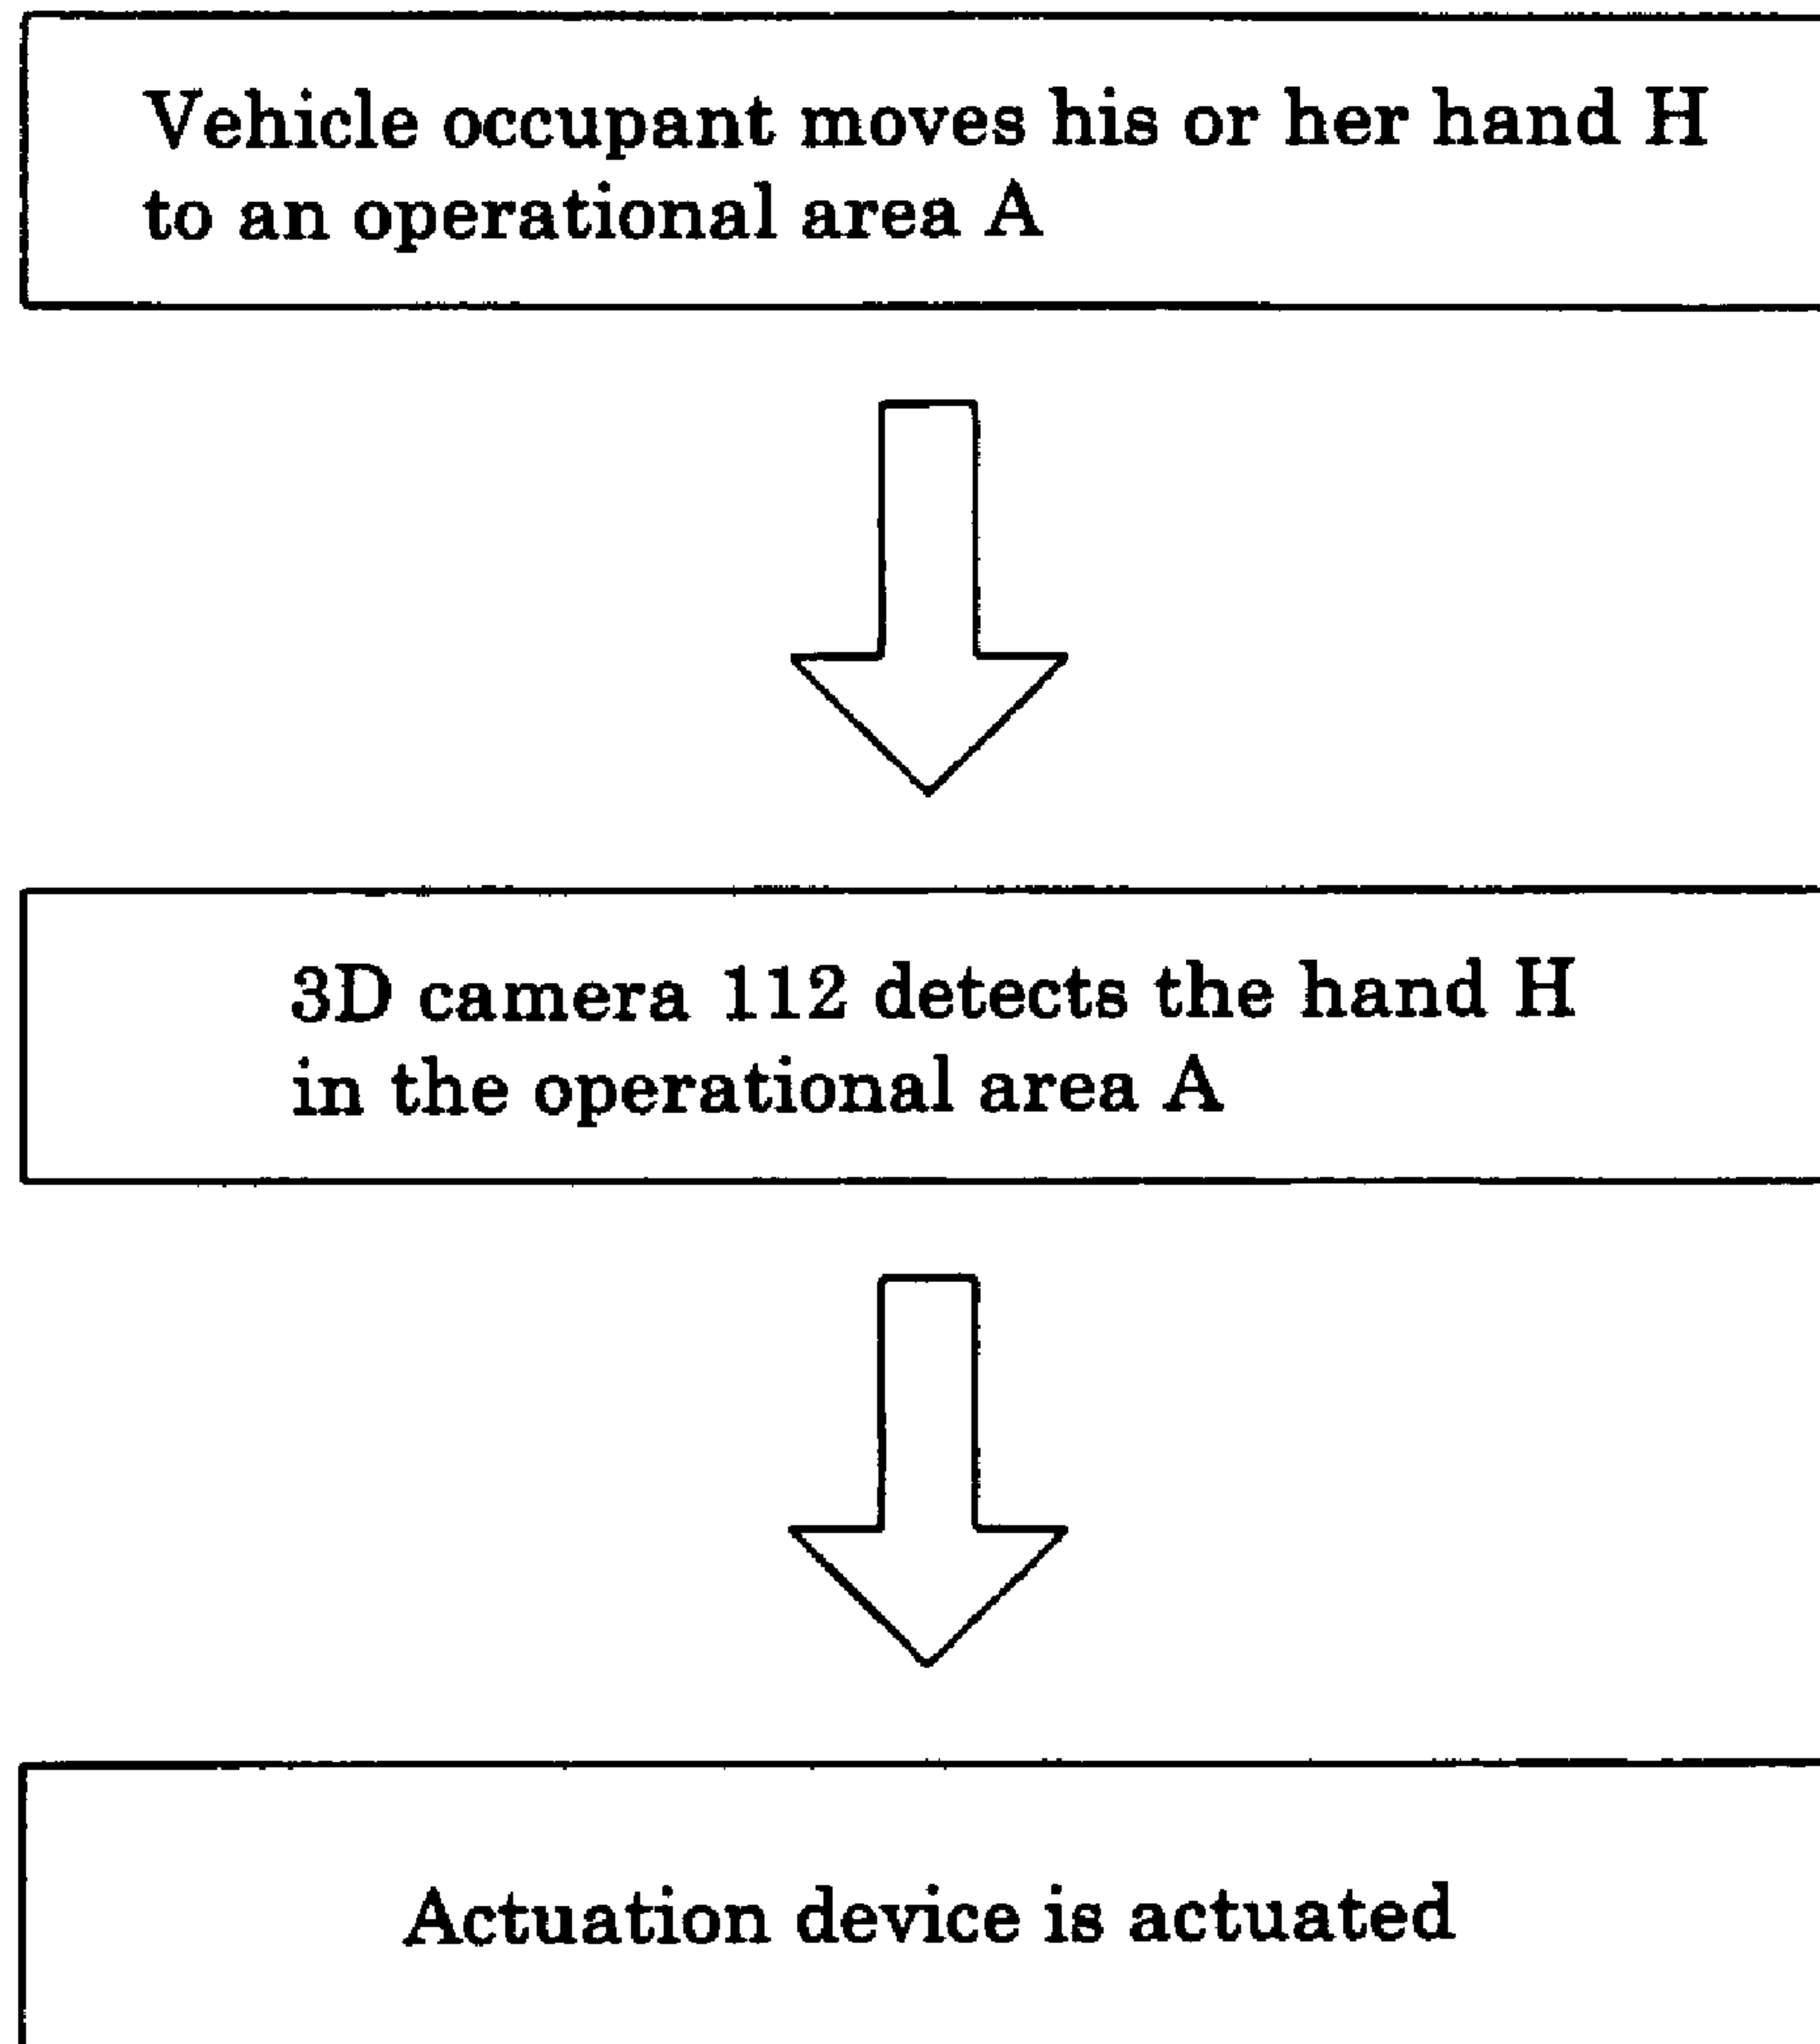 Vehicle occupant moves his or her hand H
to an operational area A
3D camera 112 detects the hand H
in the operational area A
Actuation device is actuated